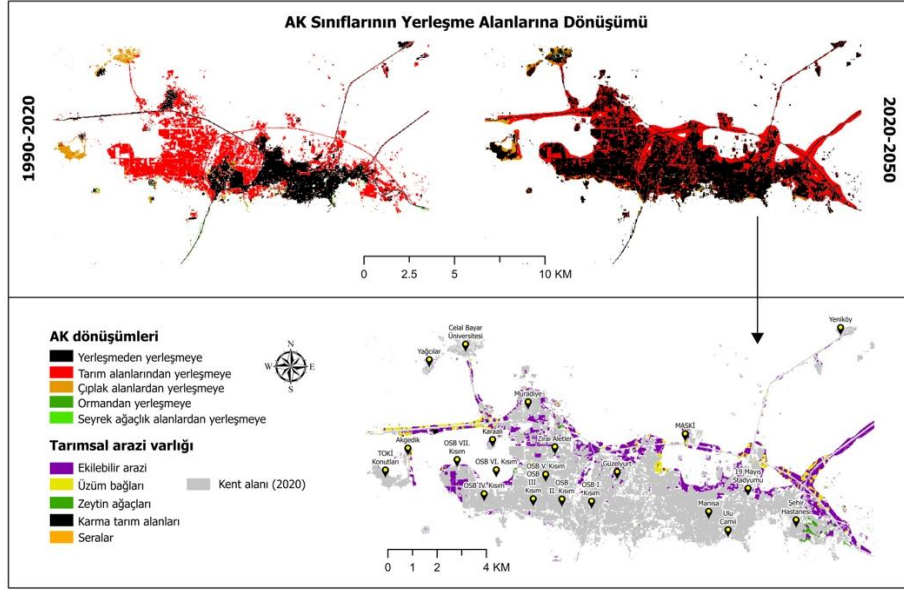 AK Sınıflarının Yerleşme Alanlarına Dönüşümü
1990-2020
2020-2050
0 2.5 5 10 KM
AK dönüşümleri
Yerleşmeden yerleşmeye
Tarım alanlarından yerleşmeye
Çıplak alanlardan yerleşmeye
Ormandan yerleşmeye
Seyrek ağaçlık alanlardan yerleşmeye
N
W E
S
Tarımsal arazi varlığı
Ekilebilir arazi
Üzüm bağları
Zeytin ağaçları
Karma tarım alanları
Seralar
Kent alanı (2020)
Yeniköy
Celal Bayar
Üniversitesi
Yağcılar
Muradiye
Karaali
Akgedik
Zirai Aletler
MASKİ
TOKİ
Konutları
OSB VII.
Kısım
OSB VI. Kısım
OSB V. Kısım
Güzelyurt
19 Mayıs
Stadyumu
OSB IV. Kısım
OSB
III.
Kısım
OSB
II. Kısım
OSB I.
Kısım
Manisa
Ulu
Camii
Şehir
Hastanesi
0 2 4 KM